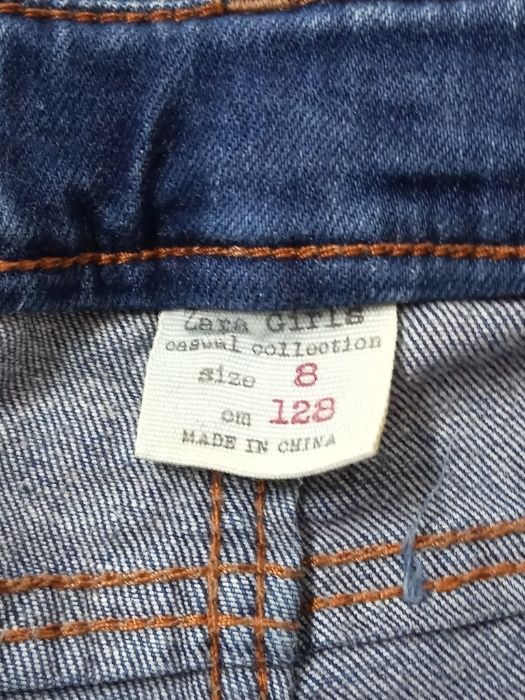 Zara Girls
casual collection
size 8
cm 128
MADE IN CHINA